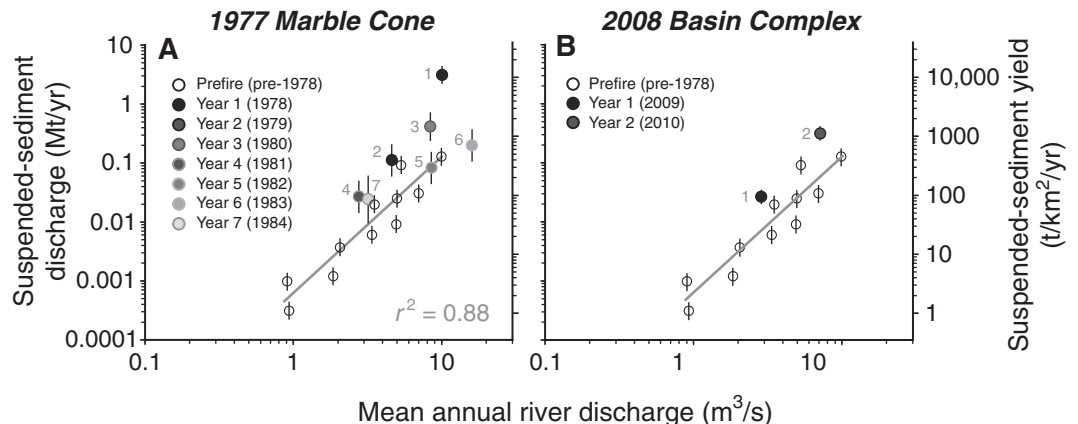 1977 Marble Cone
2008 Basin Complex
Suspended-sediment
discharge (Mt/yr)
10
1
0.1
0.01
0.001
0.0001
A
Prefire (pre-1978)
Year 1 (1978)
Year 2 (1979)
Year 3 (1980)
Year 4 (1981)
Year 5 (1982)
Year 6 (1983)
Year 7 (1984)
1
2
3
4
5
6
7
r² = 0.88
0.1
1
10
B
Prefire (pre-1978)
Year 1 (2009)
Year 2 (2010)
1
2
0.1
1
10
10,000
1000
100
10
1
Suspended-sediment yield
(t/km²/yr)
Mean annual river discharge (m³/s)